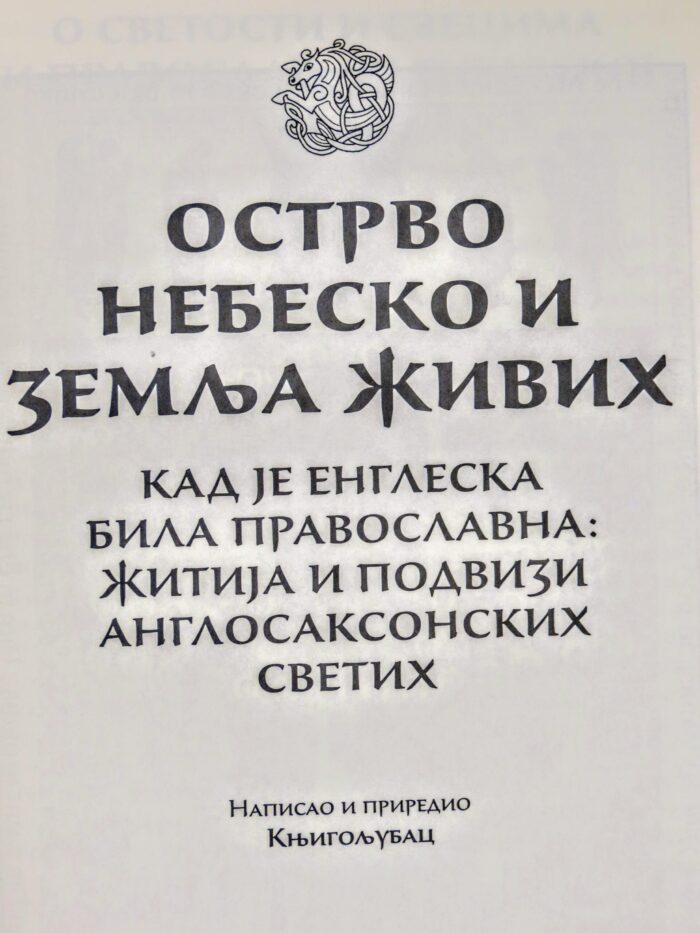 ОСТРВО
НЕБЕСКО И
ЗЕМЉА ЖИВИХ
КАД ЈЕ ЕНГЛЕСКА
БИЛА ПРАВОСЛАВНА:
ЖИТИЈА И ПОДВИЗИ
АНГЛОСАКСОНСКИХ
СВЕТИХ
Написао и приредио
Књигољубац